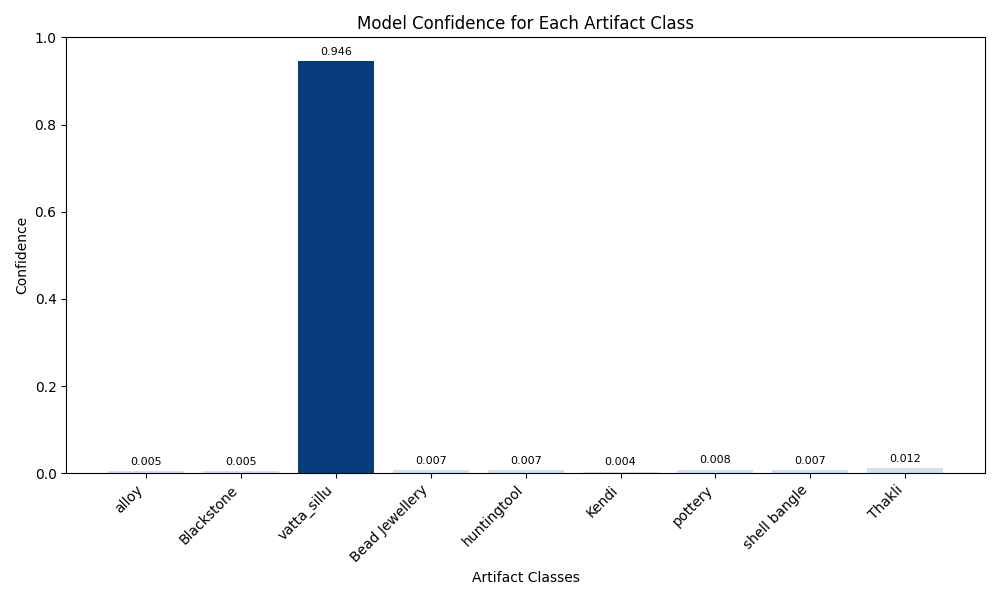 Model Confidence for Each Artifact Class
Confidence
1.0
0.8
0.6
0.4
0.2
0.0
0.005
0.005
0.946
0.007
0.007
0.004
0.008
0.007
0.012
alloy
Blackstone
vatta_sillu
Bead Jewellery
huntingtool
Kendi
pottery
shell bangle
Thakli
Artifact Classes